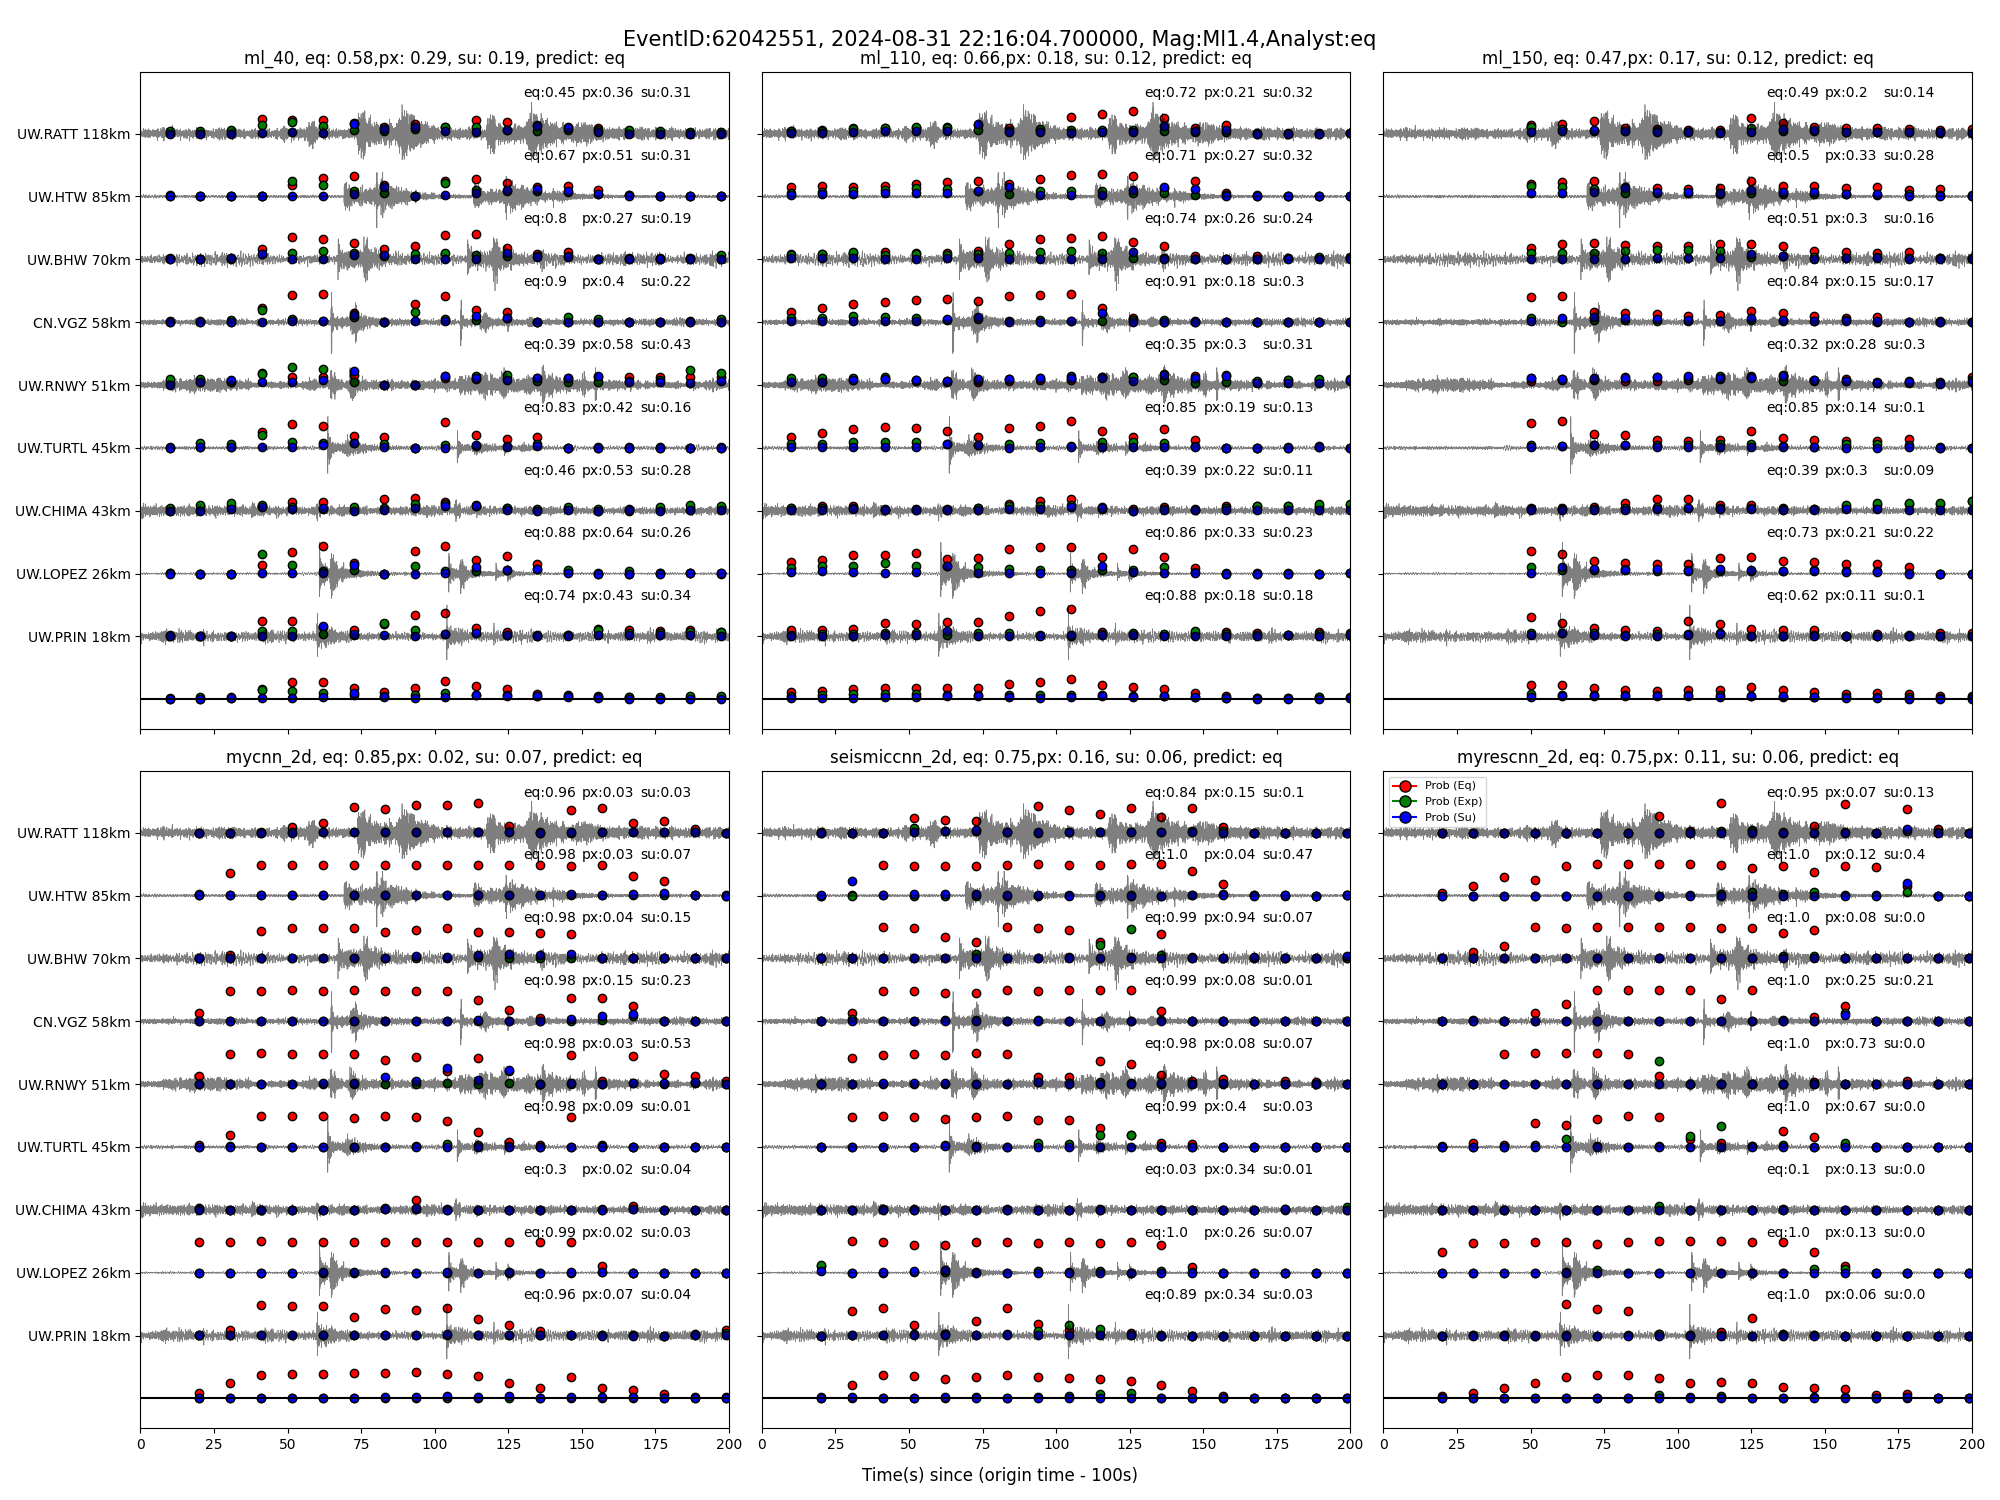 EventID:62042551, 2024-08-31 22:16:04.700000, Mag:Ml1.4,Analyst:eq
ml_40, eq: 0.58,px: 0.29, su: 0.19, predict: eq
UW.RATT 118km eq:0.45 px:0.36 su:0.31
UW.HTW 85km eq:0.67 px:0.51 su:0.31
UW.BHW 70km eq:0.8 px:0.27 su:0.19
CN.VGZ 58km eq:0.9 px:0.4 su:0.22
UW.RNWY 51km eq:0.39 px:0.58 su:0.43
UW.TURTL 45km eq:0.83 px:0.42 su:0.16
UW.CHIMA 43km eq:0.46 px:0.53 su:0.28
UW.LOPEZ 26km eq:0.88 px:0.64 su:0.26
UW.PRIN 18km eq:0.74 px:0.43 su:0.34
ml_110, eq: 0.66,px: 0.18, su: 0.12, predict: eq
eq:0.72 px:0.21 su:0.32
eq:0.71 px:0.27 su:0.32
eq:0.74 px:0.26 su:0.24
eq:0.91 px:0.18 su:0.3
eq:0.35 px:0.3 su:0.31
eq:0.85 px:0.19 su:0.13
eq:0.39 px:0.22 su:0.11
eq:0.86 px:0.33 su:0.23
eq:0.88 px:0.18 su:0.18
ml_150, eq: 0.47,px: 0.17, su: 0.12, predict: eq
eq:0.49 px:0.2 su:0.14
eq:0.5 px:0.33 su:0.28
eq:0.51 px:0.3 su:0.16
eq:0.84 px:0.15 su:0.17
eq:0.32 px:0.28 su:0.3
eq:0.85 px:0.14 su:0.1
eq:0.39 px:0.3 su:0.09
eq:0.73 px:0.21 su:0.22
eq:0.62 px:0.11 su:0.1
mycnn_2d, eq: 0.85,px: 0.02, su: 0.07, predict: eq
UW.RATT 118km eq:0.96 px:0.03 su:0.03
UW.HTW 85km eq:0.98 px:0.03 su:0.07
UW.BHW 70km eq:0.98 px:0.04 su:0.15
CN.VGZ 58km eq:0.98 px:0.15 su:0.23
UW.RNWY 51km eq:0.98 px:0.03 su:0.53
UW.TURTL 45km eq:0.98 px:0.09 su:0.01
UW.CHIMA 43km eq:0.3 px:0.02 su:0.04
UW.LOPEZ 26km eq:0.99 px:0.02 su:0.03
UW.PRIN 18km eq:0.96 px:0.07 su:0.04
0 25 50 75 100 125 150 175 200
seismiccnn_2d, eq: 0.75,px: 0.16, su: 0.06, predict: eq
eq:0.84 px:0.15 su:0.1
eq:1.0 px:0.04 su:0.47
eq:0.99 px:0.94 su:0.07
eq:0.99 px:0.08 su:0.01
eq:0.98 px:0.08 su:0.07
eq:0.99 px:0.4 su:0.03
eq:0.03 px:0.34 su:0.01
eq:1.0 px:0.26 su:0.07
eq:0.89 px:0.34 su:0.03
0 25 50 75 100 125 150 175 200
myrescnn_2d, eq: 0.75,px: 0.11, su: 0.06, predict: eq
Prob (Eq)
Prob (Exp)
Prob (Su)
eq:0.95 px:0.07 su:0.13
eq:1.0 px:0.12 su:0.4
eq:1.0 px:0.08 su:0.0
eq:1.0 px:0.25 su:0.21
eq:1.0 px:0.73 su:0.0
eq:1.0 px:0.67 su:0.0
eq:0.1 px:0.13 su:0.0
eq:1.0 px:0.13 su:0.0
eq:1.0 px:0.06 su:0.0
0 25 50 75 100 125 150 175 200
Time(s) since (origin time - 100s)